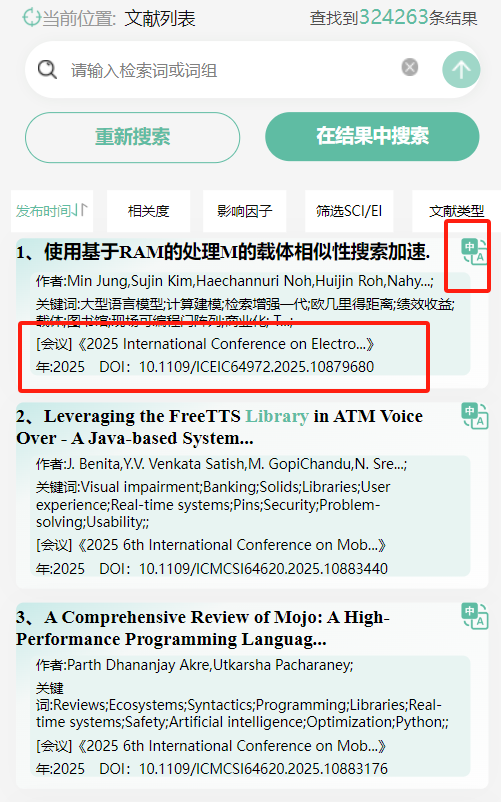 当前位置: 文献列表
查找到324263条结果
请输入检索词或词组
重新搜索
在结果中搜索
发布时间
相关度
影响因子
筛选SCI/EI
文献类型
1、使用基于RAM的处理M的载体相似性搜索加速.
中 A
作者:Min Jung,Sujin Kim,Haechannuri Noh,Huijin Roh,Nahy...;
关键词:大型语言模型;计算建模;检索增强一代;欧几里得距离;绩效收益;
载体;图书馆;现场可编程门阵列;商业化; T...;
[会议]《2025 International Conference on Electro...》
年:2025 DOI：10.1109/ICEIC64972.2025.10879680
2、Leveraging the FreeTTS Library in ATM Voice
Over - A Java-based System...
中 A
作者:J. Benita,Y.V. Venkata Satish,M. GopiChandu,N. Sre...;
关键词:Visual impairment;Banking;Solids;Libraries;User
experience;Real-time systems;Pins;Security;Problem-
solving;Usability;;
[会议]《2025 6th International Conference on Mob...》
年:2025 DOI：10.1109/ICMCSI64620.2025.10883440
3、A Comprehensive Review of Mojo: A High-
Performance Programming Languag...
中 A
作者:Parth Dhananjay Akre,Utkarsha Pacharaney;
关键
词:Reviews;Ecosystems;Syntactics;Programming;Libraries;Real-
time systems;Safety;Artificial intelligence;Optimization;Python;;
[会议]《2025 6th International Conference on Mob...》
年:2025 DOI：10.1109/ICMCSI64620.2025.10883176